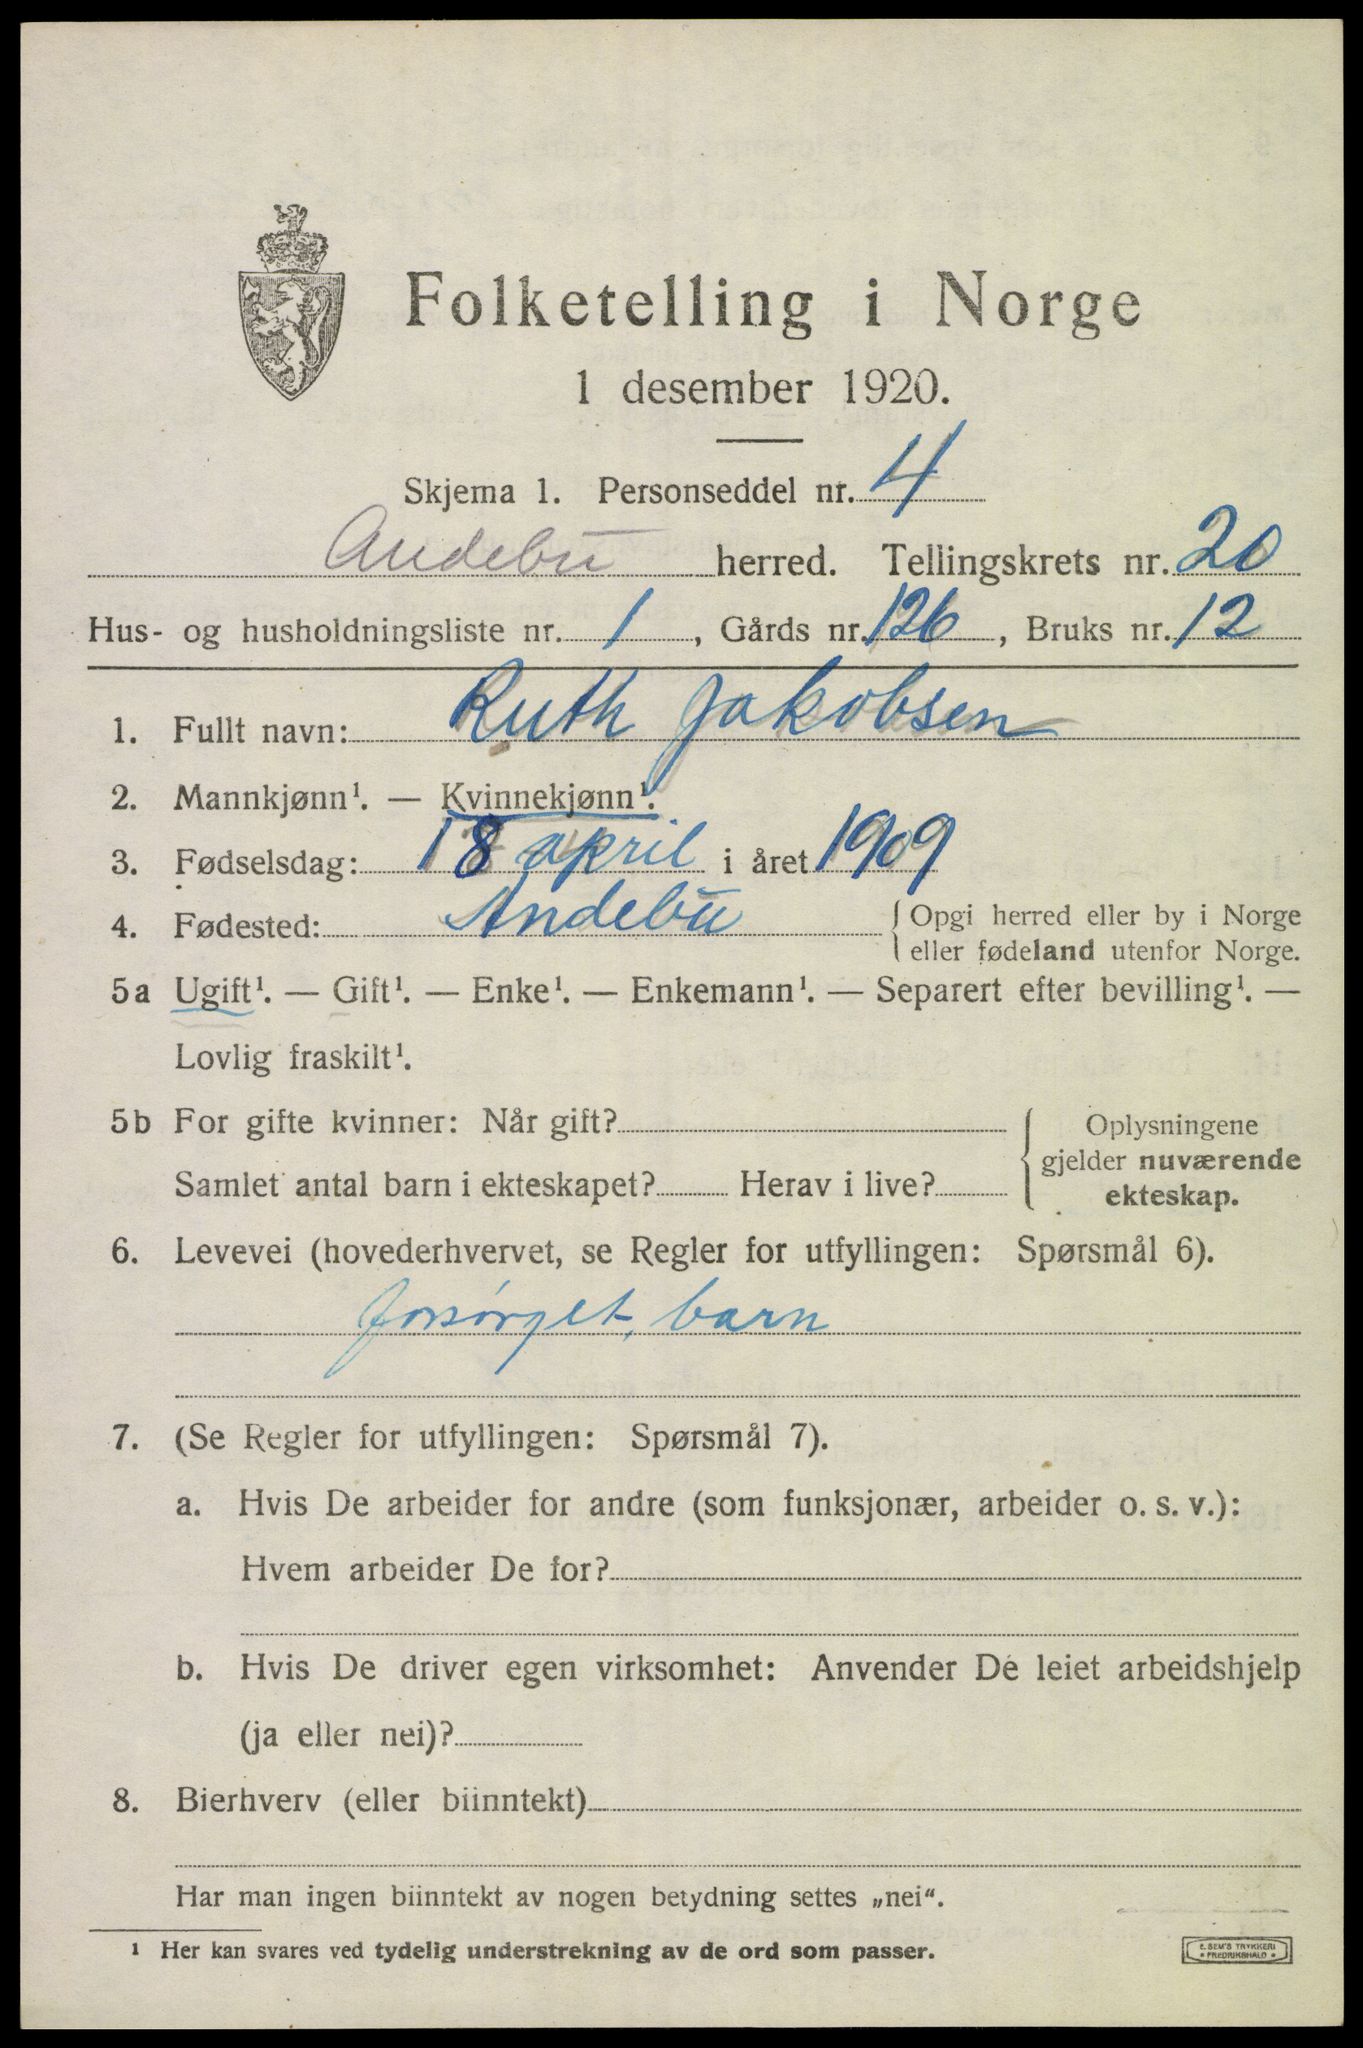 Folketelling i Norge
1 desember 1920.
Skjema 1. Personseddel nr. 4
Andebu herred. Tellingskrets nr. 20
Hus- og husholdningsliste nr. 1, Gårds nr. 126, Bruks nr. 12
1. Fullt navn: Ruth Jakobsen
2. Mannkjønn¹. — Kvinnekjønn¹.
3. Fødselsdag: 18 april i året 1909
4. Fødested: Andebu { Opgi herred eller by i Norge
eller fødeland utenfor Norge.
5a Ugift¹. — Gift¹. — Enke¹. — Enkemann¹. — Separert efter bevilling¹. —
Lovlig fraskilt¹.
5b For gifte kvinner: Når gift?
Samlet antal barn i ekteskapet? Herav i live?
Oplysningene
gjelder nuværende
ekteskap.
6. Levevei (hovederhvervet, se Regler for utfyllingen: Spørsmål 6).
forsørget, barn
7. (Se Regler for utfyllingen: Spørsmål 7).
a. Hvis De arbeider for andre (som funksjonær, arbeider o. s. v.):
Hvem arbeider De for?
b. Hvis De driver egen virksomhet: Anvender De leiet arbeidshjelp
(ja eller nei)?
8. Bierhverv (eller biinntekt)
Har man ingen biinntekt av nogen betydning settes „nei“.
¹ Her kan svares ved tydelig understrekning av de ord som passer.
E. SEM'S TRYKKERI
• FREDRIKSHALD •